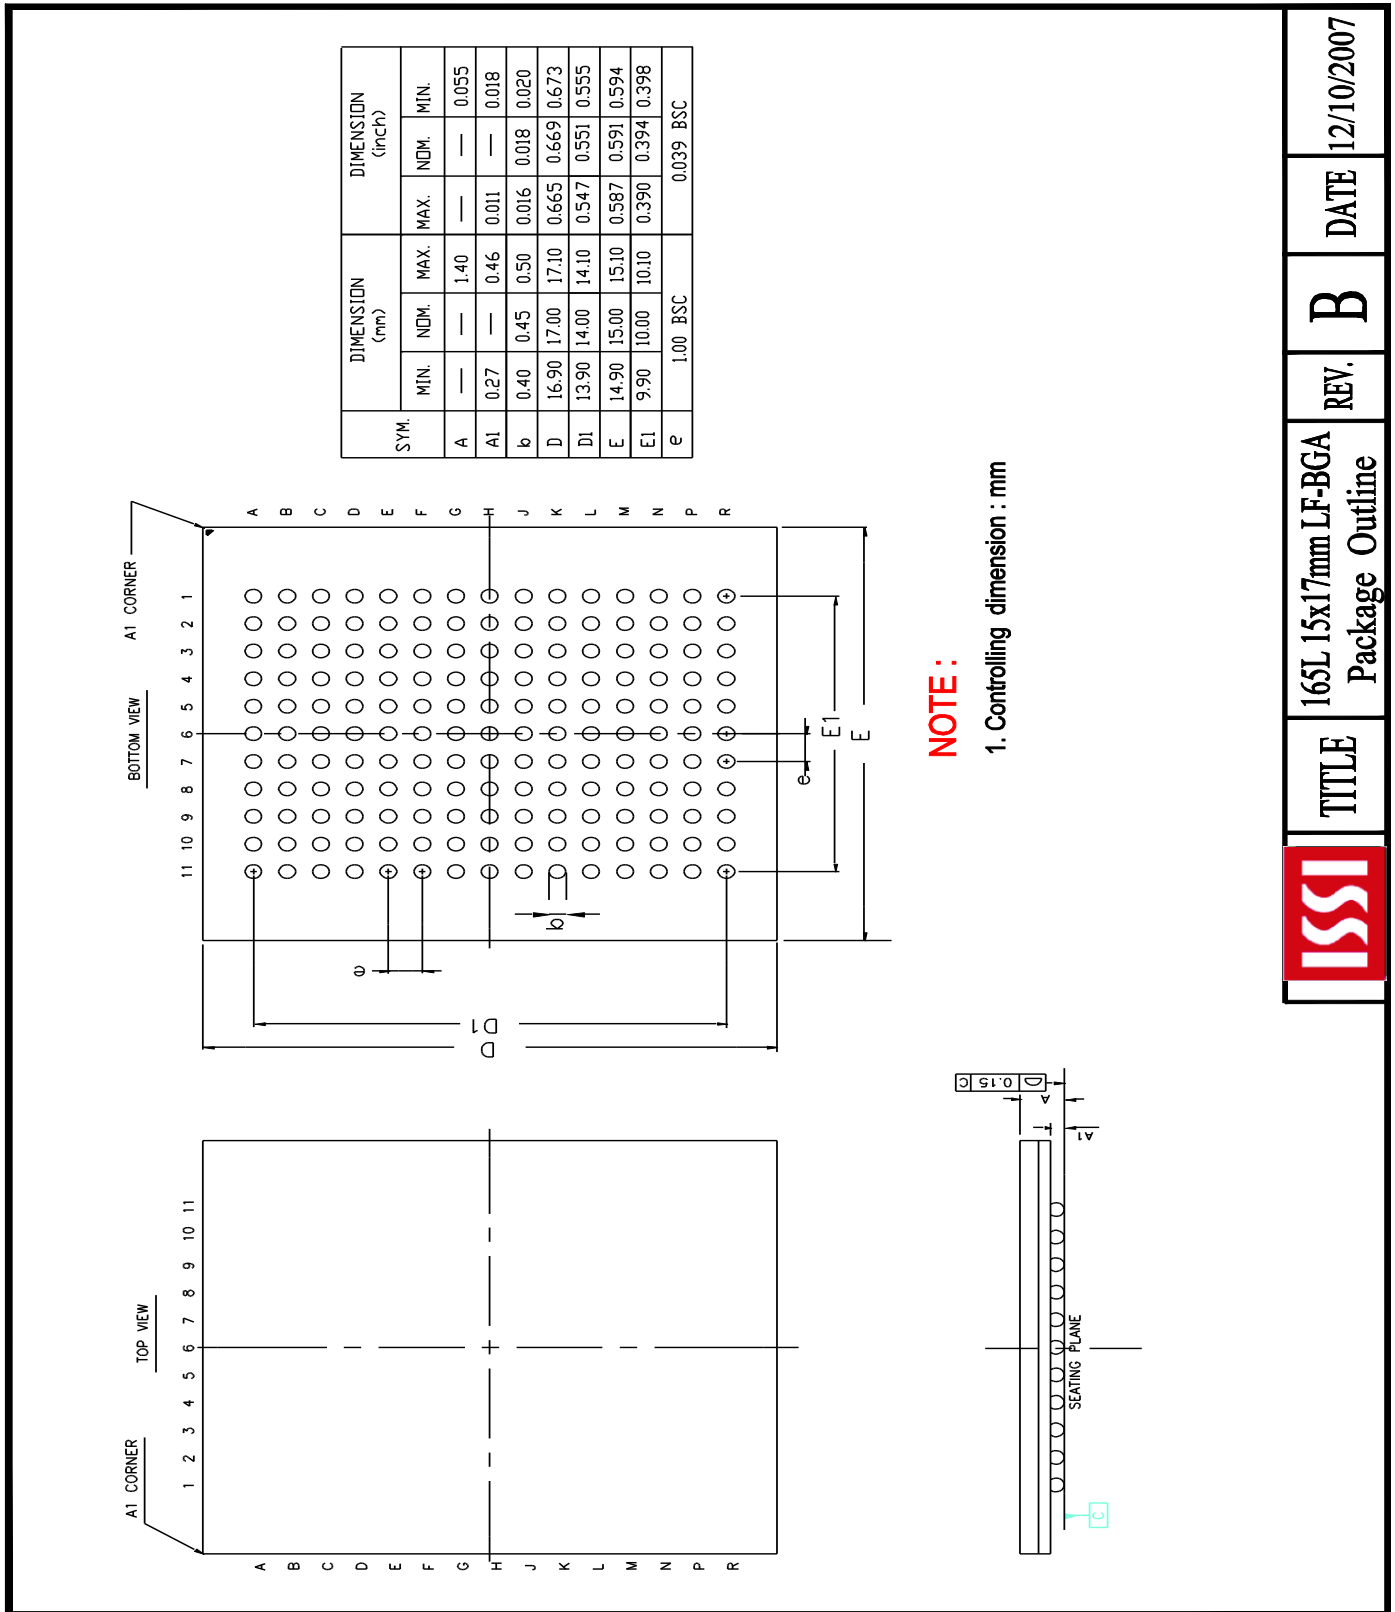 TOP VIEW
A1 CORNER
1 2 3 4 5 6 7 8 9 10 11
A
B
C
D
E
F
G
H
J
K
L
M
N
P
R
BOTTOM VIEW
A1 CORNER
11 10 9 8 7 6 5 4 3 2 1
A
B
C
D
E
F
G
H
J
K
L
M
N
P
R
D
D1
e
b
e
E1
E
SYM. DIMENSION (mm) DIMENSION (inch)
MIN. NOM. MAX. MAX. NOM. MIN.
A — — 1.40 — — 0.055
A1 0.27 — 0.46 0.011 — 0.018
b 0.40 0.45 0.50 0.016 0.018 0.020
D 16.90 17.00 17.10 0.665 0.669 0.673
D1 13.90 14.00 14.10 0.547 0.551 0.555
E 14.90 15.00 15.10 0.587 0.591 0.594
E1 9.90 10.00 10.10 0.390 0.394 0.398
e 1.00 BSC 0.039 BSC
C 0.15 D
A
A1
SEATING PLANE
C
NOTE :
1. Controlling dimension : mm
ISSI
TITLE
165L 15x17mm LF-BGA
Package Outline
REV.
B
DATE
12/10/2007